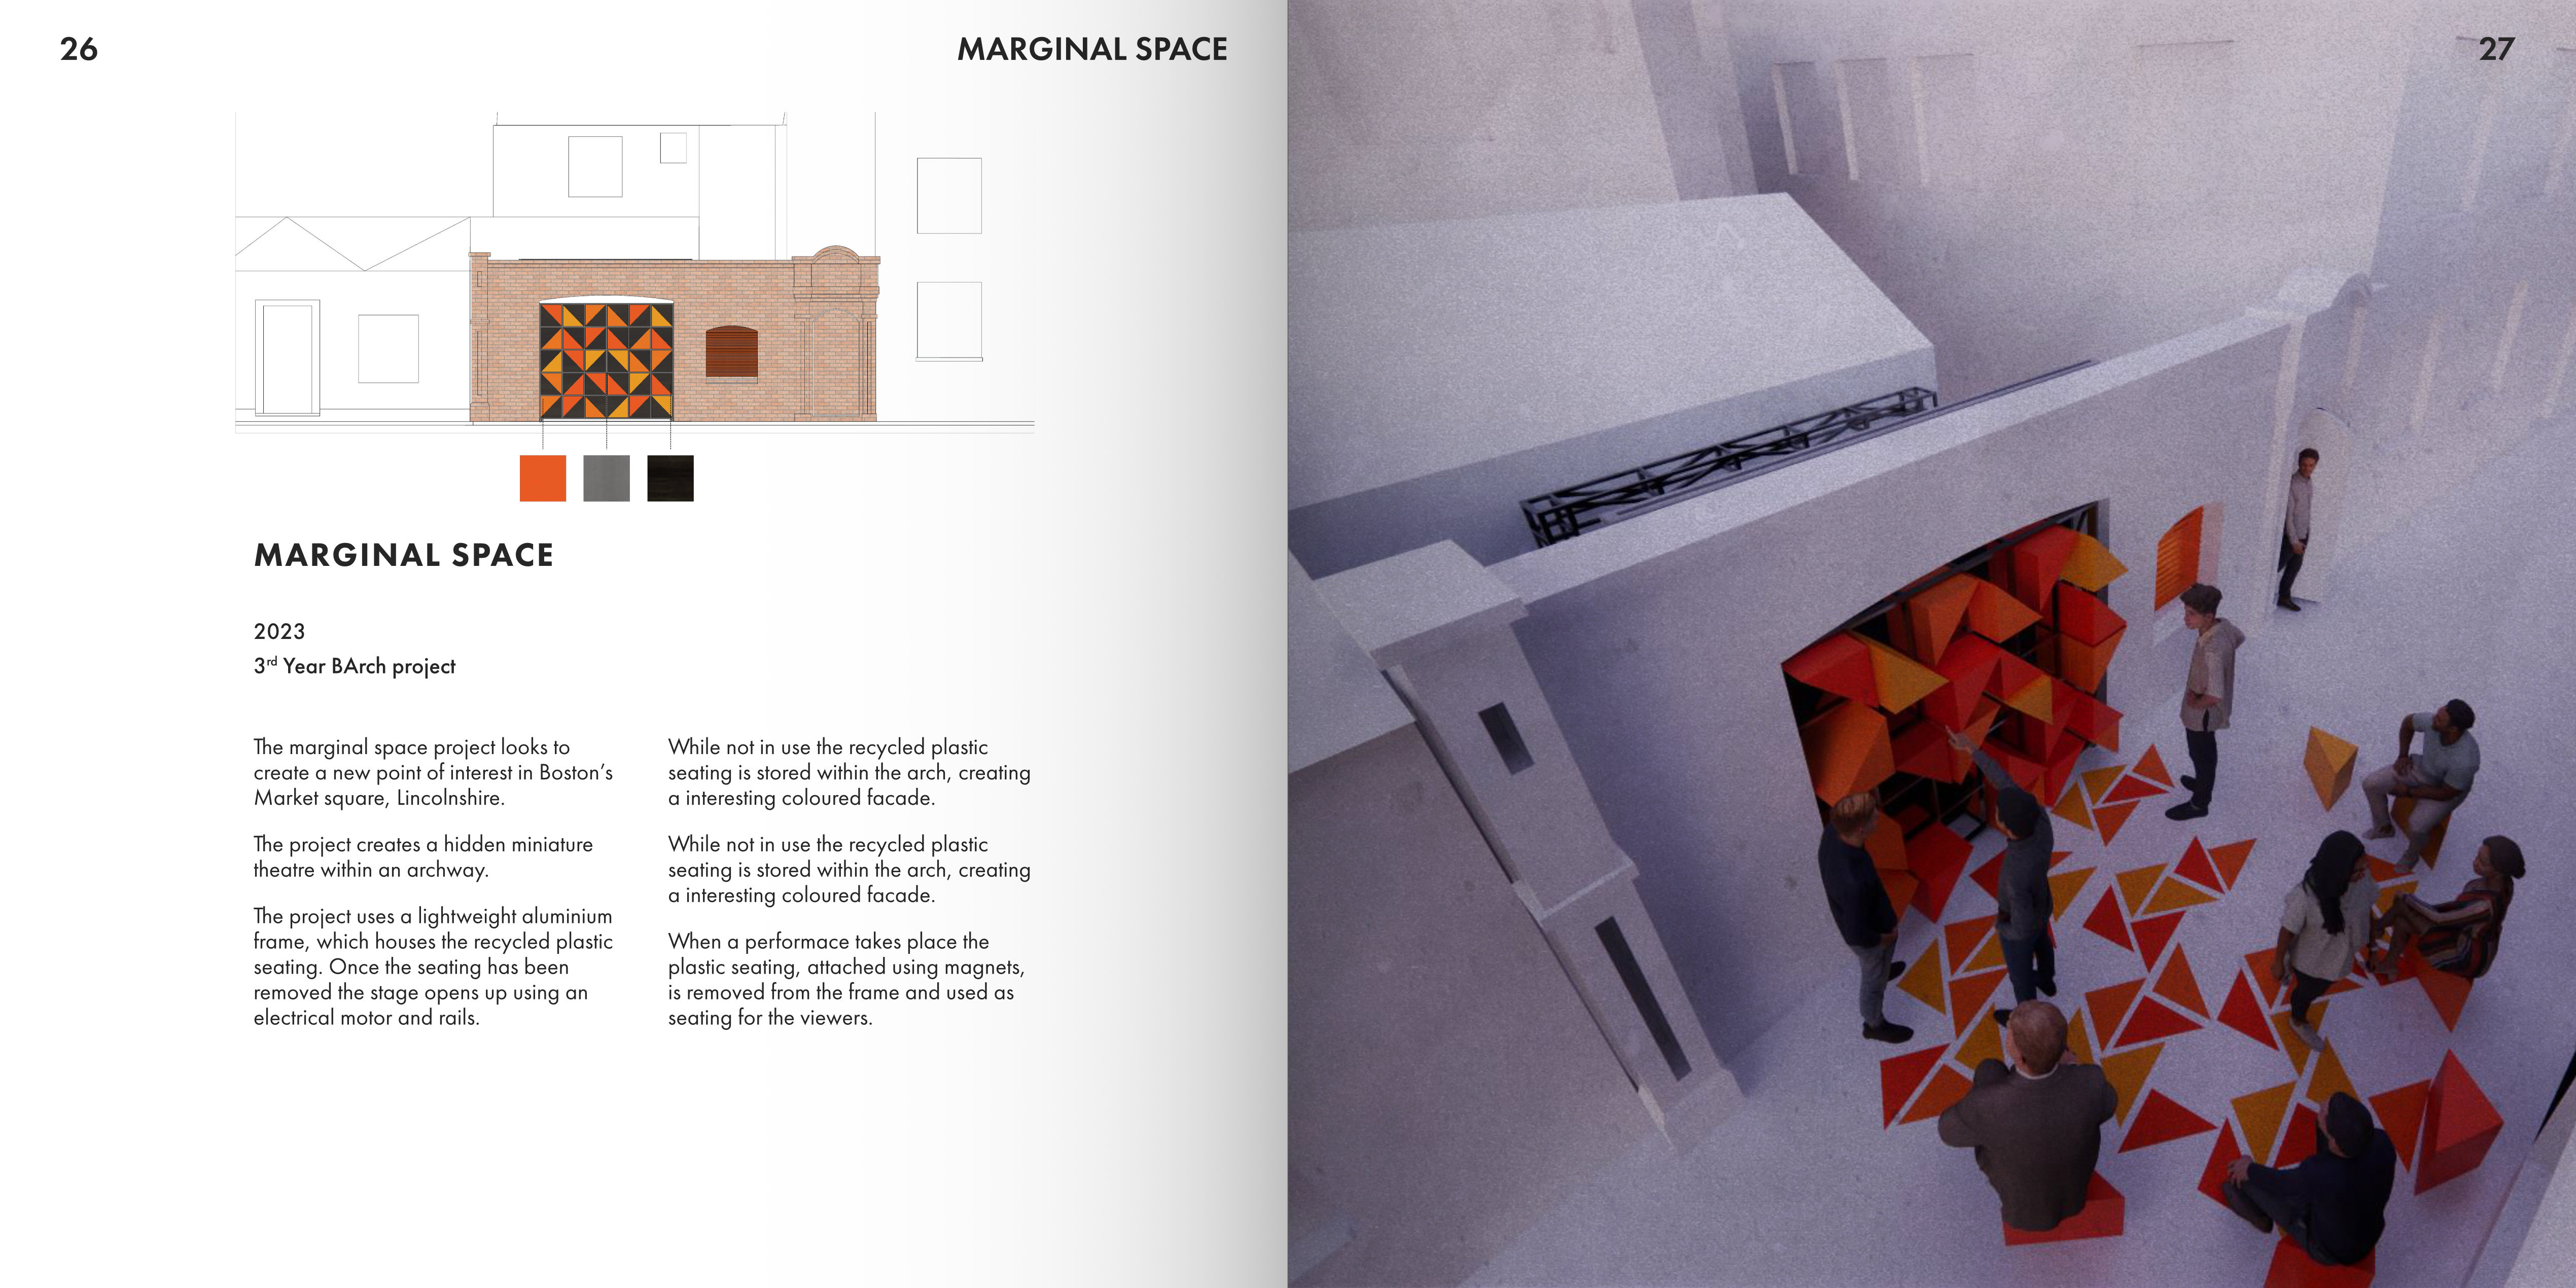 26
MARGINAL SPACE
27
MARGINAL SPACE
2023
3rd Year BArch project
The marginal space project looks to
create a new point of interest in Boston’s
Market square, Lincolnshire.
The project creates a hidden miniature
theatre within an archway.
The project uses a lightweight aluminium
frame, which houses the recycled plastic
seating. Once the seating has been
removed the stage opens up using an
electrical motor and rails.
While not in use the recycled plastic
seating is stored within the arch, creating
a interesting coloured facade.
While not in use the recycled plastic
seating is stored within the arch, creating
a interesting coloured facade.
When a performace takes place the
plastic seating, attached using magnets,
is removed from the frame and used as
seating for the viewers.